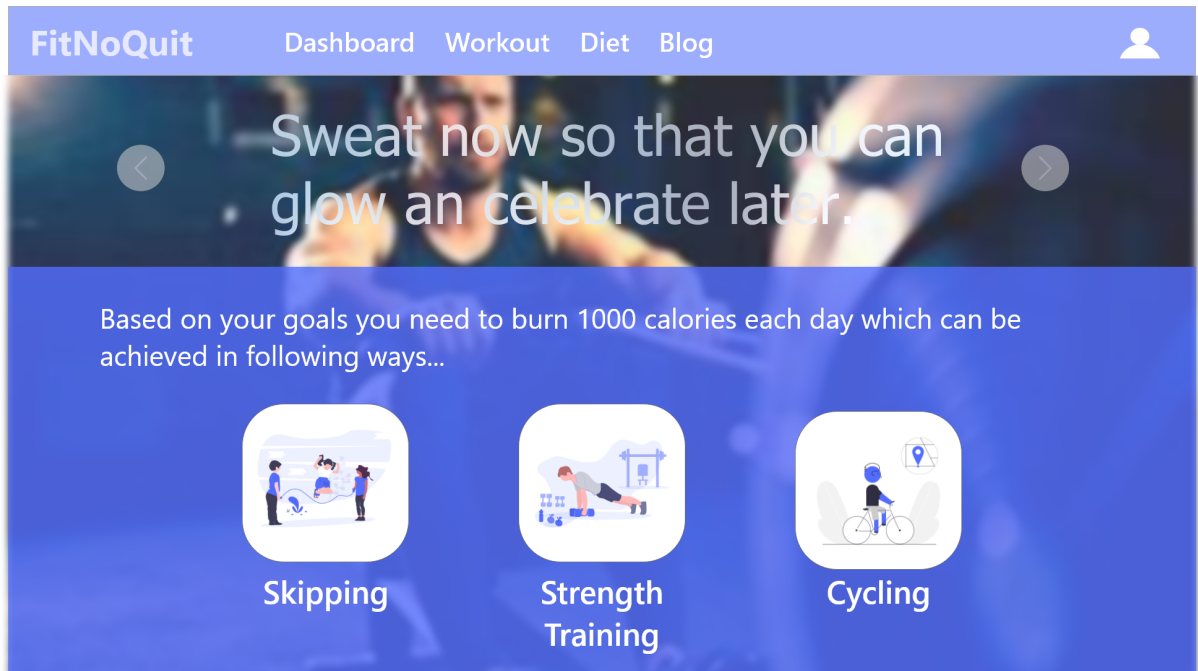 FitNoQuit Dashboard Workout Diet Blog
Sweat now so that you can
glow an celebrate later.
Based on your goals you need to burn 1000 calories each day which can be
achieved in following ways...
Skipping Strength Cycling
Training